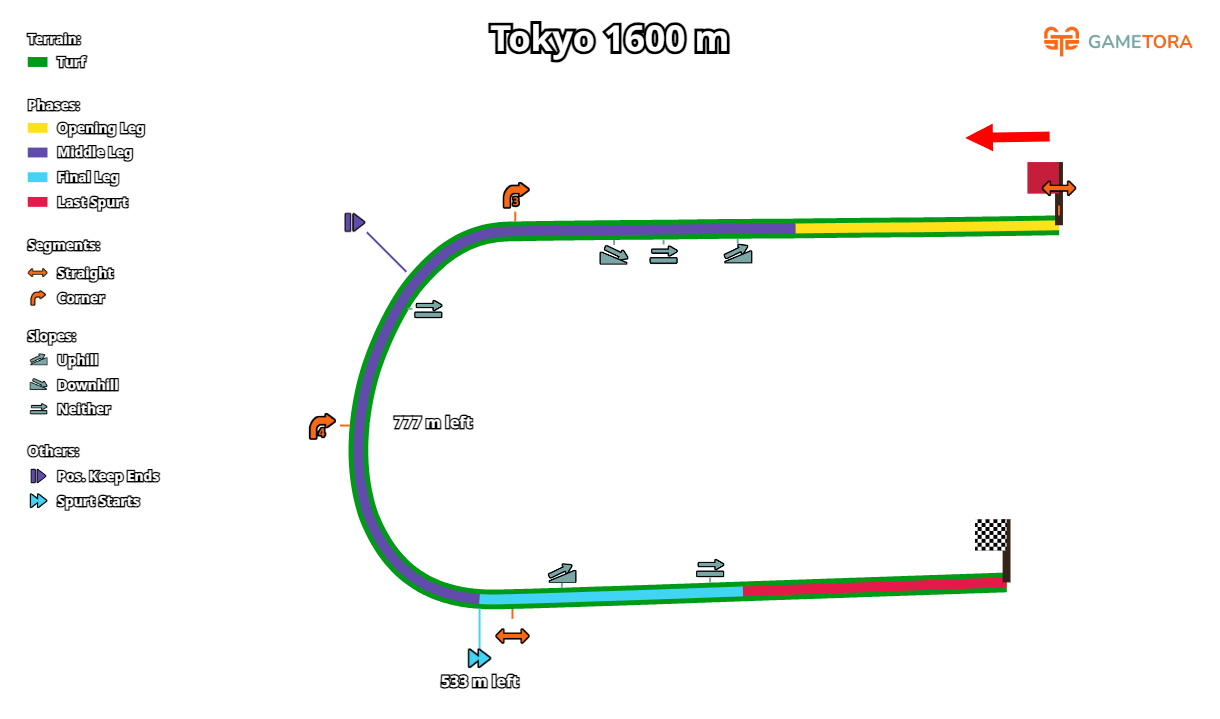 Tokyo 1600 m
GAMETORA
Terrain:
Turf
Phases:
Opening Leg
Middle Leg
Final Leg
Last Spurt
Segments:
Straight
Corner
Slopes:
Uphill
Downhill
Neither
Others:
Pos. Keep Ends
Spurt Starts
3
4
777 m left
533 m left